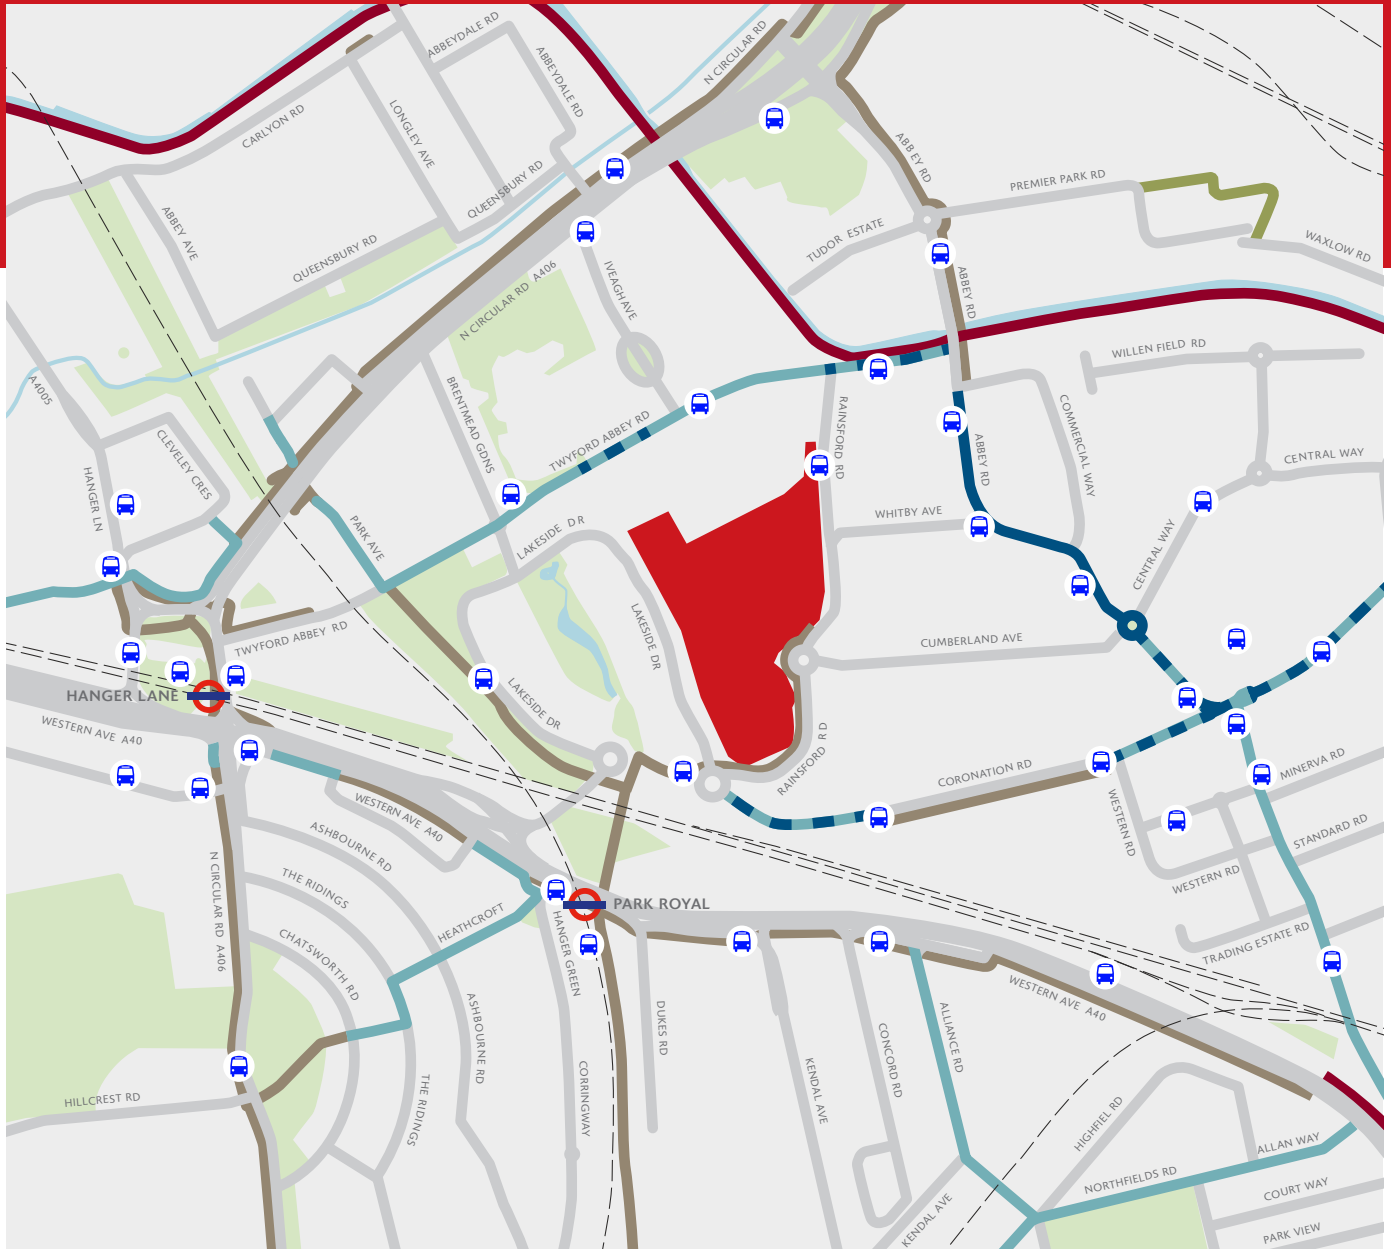 ABBEYDALE RD
N CIRCULAR RD
ABBEYDALE RD
CARLYON RD
LONGLEY AVE
ABBEY RD
PREMIER PARK RD
QUEENSBURY RD
ABBEY AVE
TUDOR ESTATE
WAXLOW RD
QUEENSBURY RD
IVEAGH AVE
ABBEY RD
N CIRCULAR RD A406
WILLEN FIELD RD
A4005
BRENTMEAD GDNS
RAINSFORD RD
COMMERCIAL WAY
TWYFORD ABBEY RD
CLEVELEY CRES
ABBEY RD
CENTRAL WAY
HANGER LN
WHITBY AVE
PARK AVE
LAKESIDE DR
CENTRAL WAY
LAKESIDE DR
TWYFORD ABBEY RD
CUMBERLAND AVE
HANGER LANE
LAKESIDE DR
WESTERN AVE A40
RAINSFORD RD
CORONATION RD
MINERVA RD
WESTERN AVE A40
WESTERN RD
STANDARD RD
ASHBOURNE RD
THE RIDINGS
WESTERN RD
N CIRCULAR RD A406
PARK ROYAL
HEATHCROFT
HANGER GREEN
TRADING ESTATE RD
CHATSWORTH RD
WESTERN AVE A40
ASHBOURNE RD
DUKES RD
ALLIANCE RD
CONCORD RD
KENDAL AVE
CORRINGWAY
HILLCREST RD
THE RIDINGS
HIGHFIEL RD
ALLAN WAY
NORTHFIELDS RD
COURT WAY
KENDAL AVE
PARK VIEW